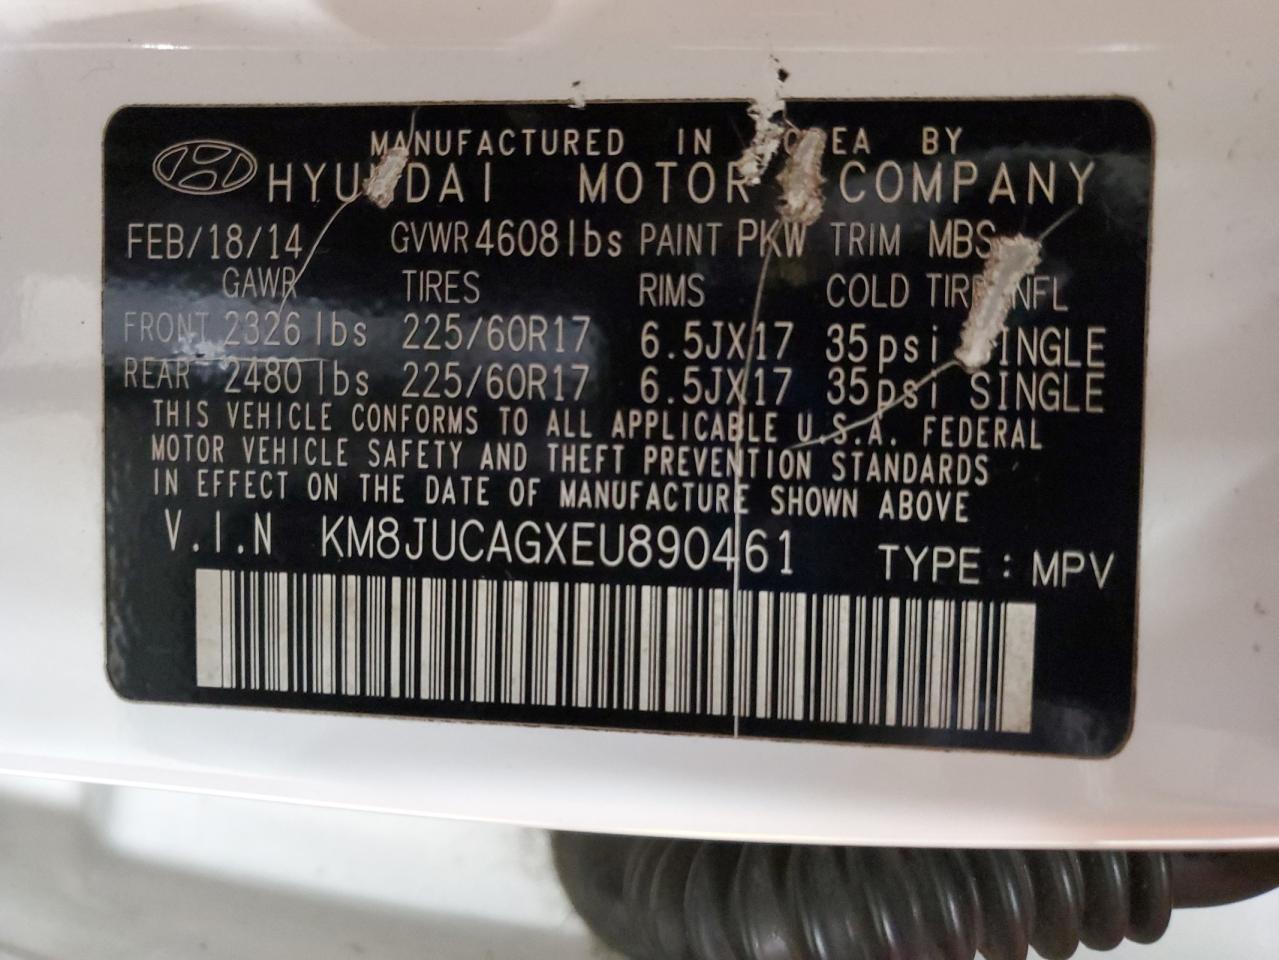 MANUFACTURED IN KOREA BY
HYUNDAI MOTOR COMPANY
FEB/18/14 GVWR 4608 lbs PAINT PKW TRIM MBS
GAWR TIRES RIMS COLD TIRE INFL
FRONT 2326 lbs 225/60R17 6.5JX17 35 psi SINGLE
REAR 2480 lbs 225/60R17 6.5JX17 35 psi SINGLE
THIS VEHICLE CONFORMS TO ALL APPLICABLE U.S.A. FEDERAL
MOTOR VEHICLE SAFETY AND THEFT PREVENTION STANDARDS
IN EFFECT ON THE DATE OF MANUFACTURE SHOWN ABOVE
V.I.N KM8JUCAGXEU890461 TYPE : MPV